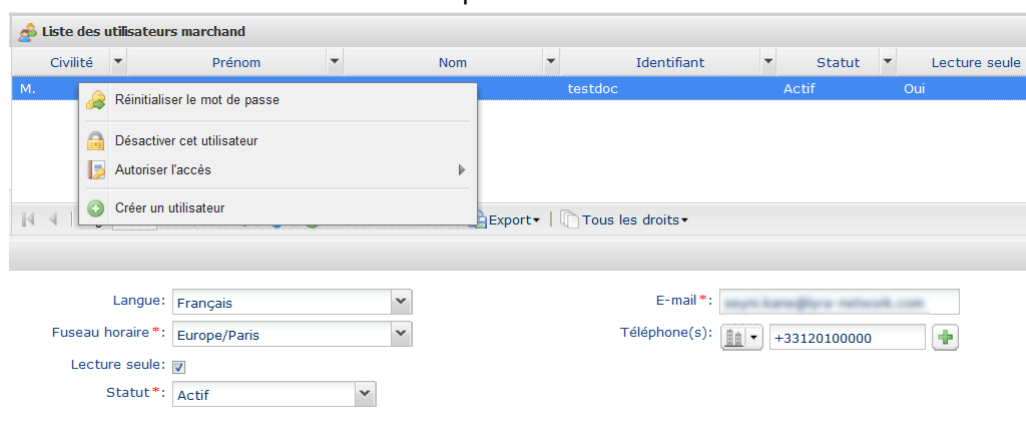 Liste des utilisateurs marchand
Civilité Prénom Nom Identifiant Statut Lecture seule
M. testdoc Actif Oui
Réinitialiser le mot de passe
Désactiver cet utilisateur
Autoriser l'accès
Créer un utilisateur
Export Tous les droits
Langue: Français E-mail*:
Fuseau horaire*: Europe/Paris Téléphone(s): +33120100000
Lecture seule:
Statut*: Actif